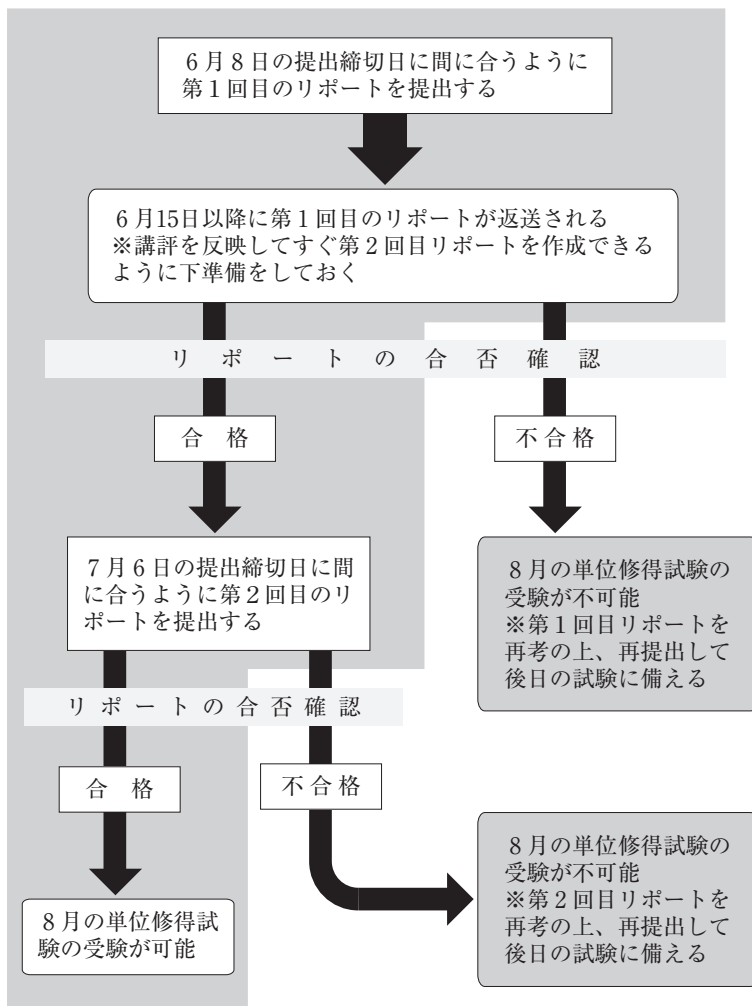 ６月８日の提出締切日に間に合うように
第１回目のリポートを提出する
６月15日以降に第１回目のリポートが返送される
※講評を反映してすぐ第２回目リポートを作成できる
ように下準備をしておく
リポートの合否確認
合格
不合格
７月６日の提出締切日に間
に合うように第２回目のリ
ポートを提出する
８月の単位修得試験の
受験が不可能
※第１回目リポートを
再考の上、再提出して
後日の試験に備える
リポートの合否確認
合格
不合格
８月の単位修得試
験の受験が可能
８月の単位修得試験の
受験が不可能
※第２回目リポートを
再考の上、再提出して
後日の試験に備える